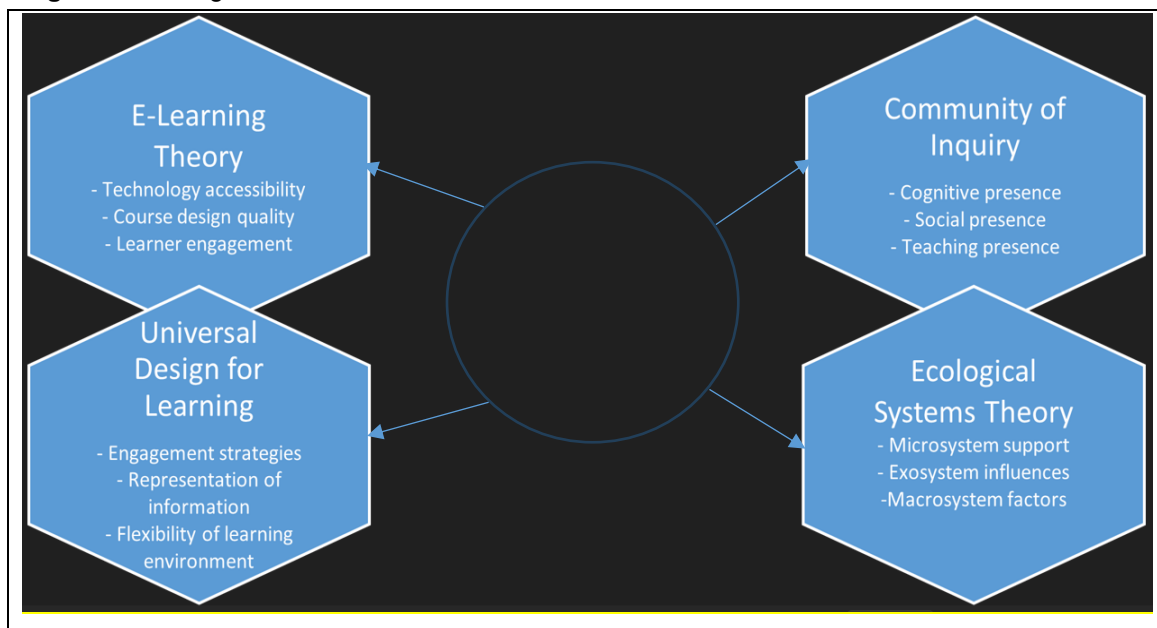 E-Learning
Theory
- Technology accessibility
- Course design quality
- Learner engagement
Community of
Inquiry
- Cognitive presence
- Social presence
- Teaching presence
Universal
Design for
Learning
- Engagement strategies
- Representation of
information
- Flexibility of learning
environment
Ecological
Systems Theory
- Microsystem support
- Exosystem influences
-Macrosystem factors